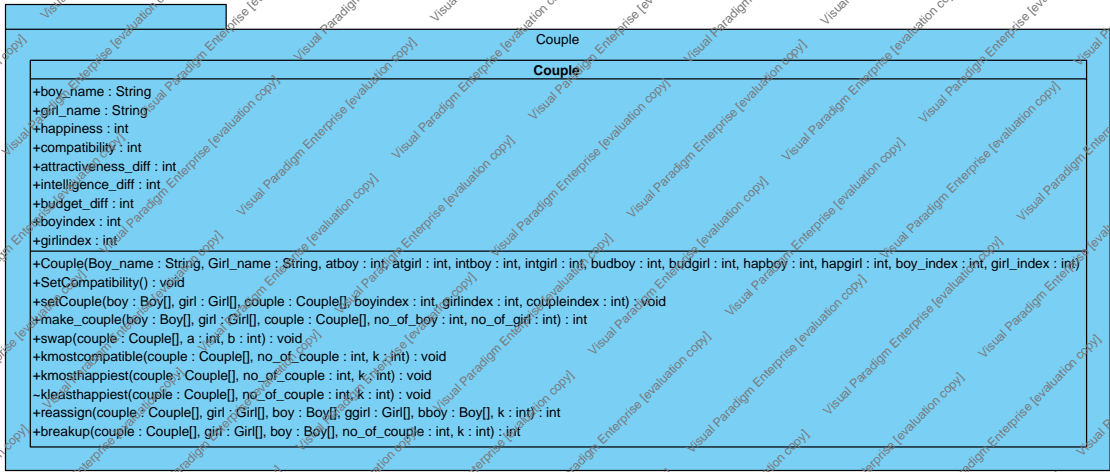 Couple
Couple
+boy_name : String
+girl_name : String
+happiness : int
+compatibility : int
+attractiveness_diff : int
+intelligence_diff : int
+budget_diff : int
+boyindex : int
+girlindex : int
+Couple(Boy_name : String, Girl_name : String, atboy : int, atgirl : int, intboy : int, intgirl : int, budboy : int, budgirl : int, hapboy : int, hapgirl : int, boy_index : int, girl_index : int)
+SetCompatibility() : void
+setCouple(boy : Boy[], girl : Girl[], couple : Couple[], boyindex : int, girlindex : int, coupleindex : int) : void
+make_couple(boy : Boy[], girl : Girl[], couple : Couple[], no_of_boy : int, no_of_girl : int) : int
+swap(couple : Couple[], a : int, b : int) : void
+kmostcompatible(couple : Couple[], no_of_couple : int, k : int) : void
+kmosthappiest(couple : Couple[], no_of_couple : int, k : int) : void
~kleasthappiest(couple : Couple[], no_of_couple : int, k : int) : void
+reassign(couple : Couple[], girl : Girl[], boy : Boy[], ggirl : Girl[], bboy : Boy[], k : int) : int
+breakup(couple : Couple[], girl : Girl[], boy : Boy[], no_of_couple : int, k : int) : int
Visual Paradigm Enterprise [evaluation copy]